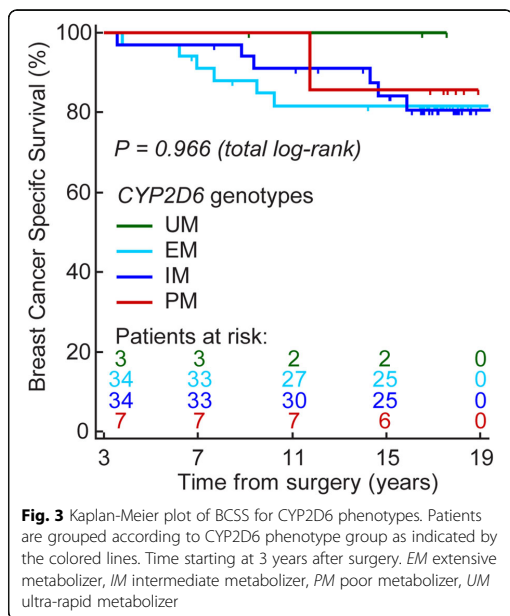 100
80
60
40
20
0
Breast Cancer Specifc Survival (%)
P = 0.966 (total log-rank)
CYP2D6 genotypes
UM
EM
IM
PM
Patients at risk:
3 3 2 2 0
34 33 27 25 0
34 33 30 25 0
7 7 7 6 0
3 7 11 15 19
Time from surgery (years)
Fig. 3 Kaplan-Meier plot of BCSS for CYP2D6 phenotypes. Patients
are grouped according to CYP2D6 phenotype group as indicated by
the colored lines. Time starting at 3 years after surgery. EM extensive
metabolizer, IM intermediate metabolizer, PM poor metabolizer, UM
ultra-rapid metabolizer